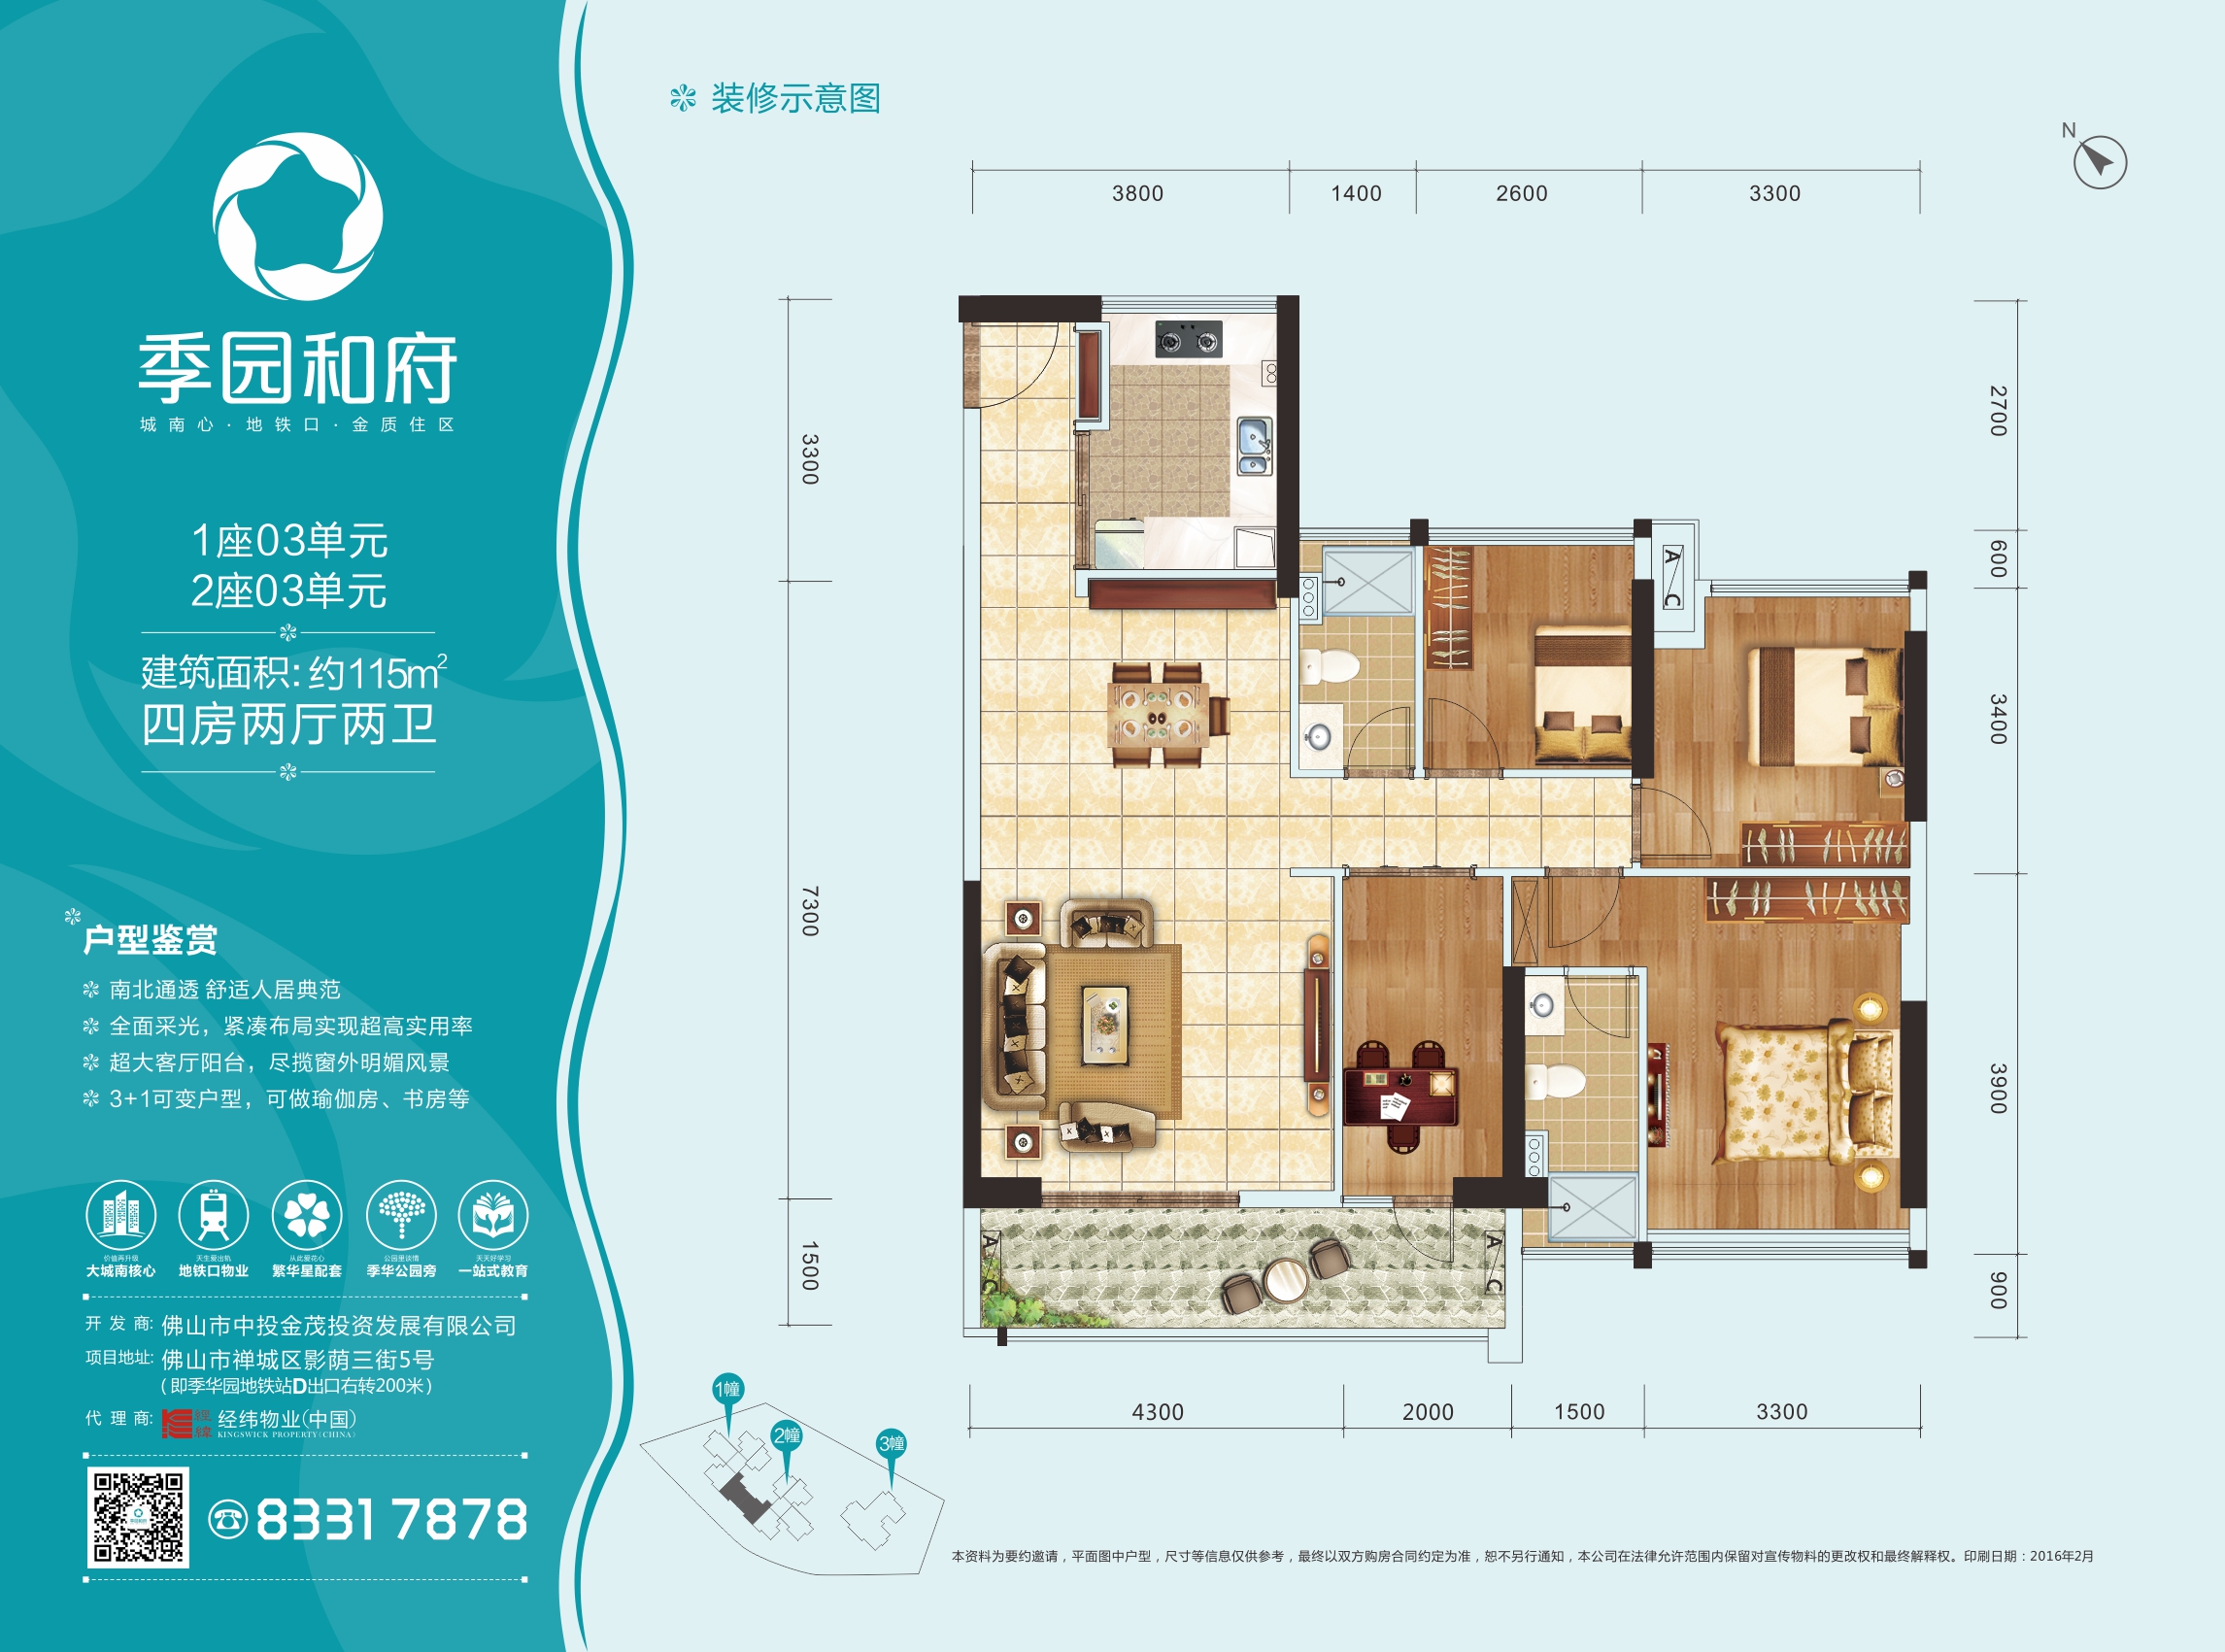 季园和府
城南心·地铁口·金质住区
1座03单元
2座03单元
建筑面积:约115m²
四房两厅两卫
户型鉴赏
南北通透 舒适人居典范
全面采光，紧凑布局实现超高实用率
超大客厅阳台，尽揽窗外明媚风景
3+1可变户型，可做瑜伽房、书房等
价值再升级
大城南核心
天生爱出轨
地铁口物业
从此爱花心
繁华星配套
公园里谈情
季华公园旁
天天好学习
一站式教育
开发商: 佛山市中投金茂投资发展有限公司
项目地址: 佛山市禅城区影荫三街5号
(即季华园地铁站D出口右转200米)
代理商: 經緯 经纬物业(中国)
KINGSWICK PROPERTY(CHINA)
8331 7878
装修示意图
N
3800
1400
2600
3300
3300
7300
1500
2700
600
3400
3900
900
A C
A C
A C
4300
2000
1500
3300
1幢
2幢
3幢
本资料为要约邀请，平面图中户型，尺寸等信息仅供参考，最终以双方购房合同约定为准，恕不另行通知，本公司在法律允许范围内保留对宣传物料的更改权和最终解释权。印刷日期：2016年2月